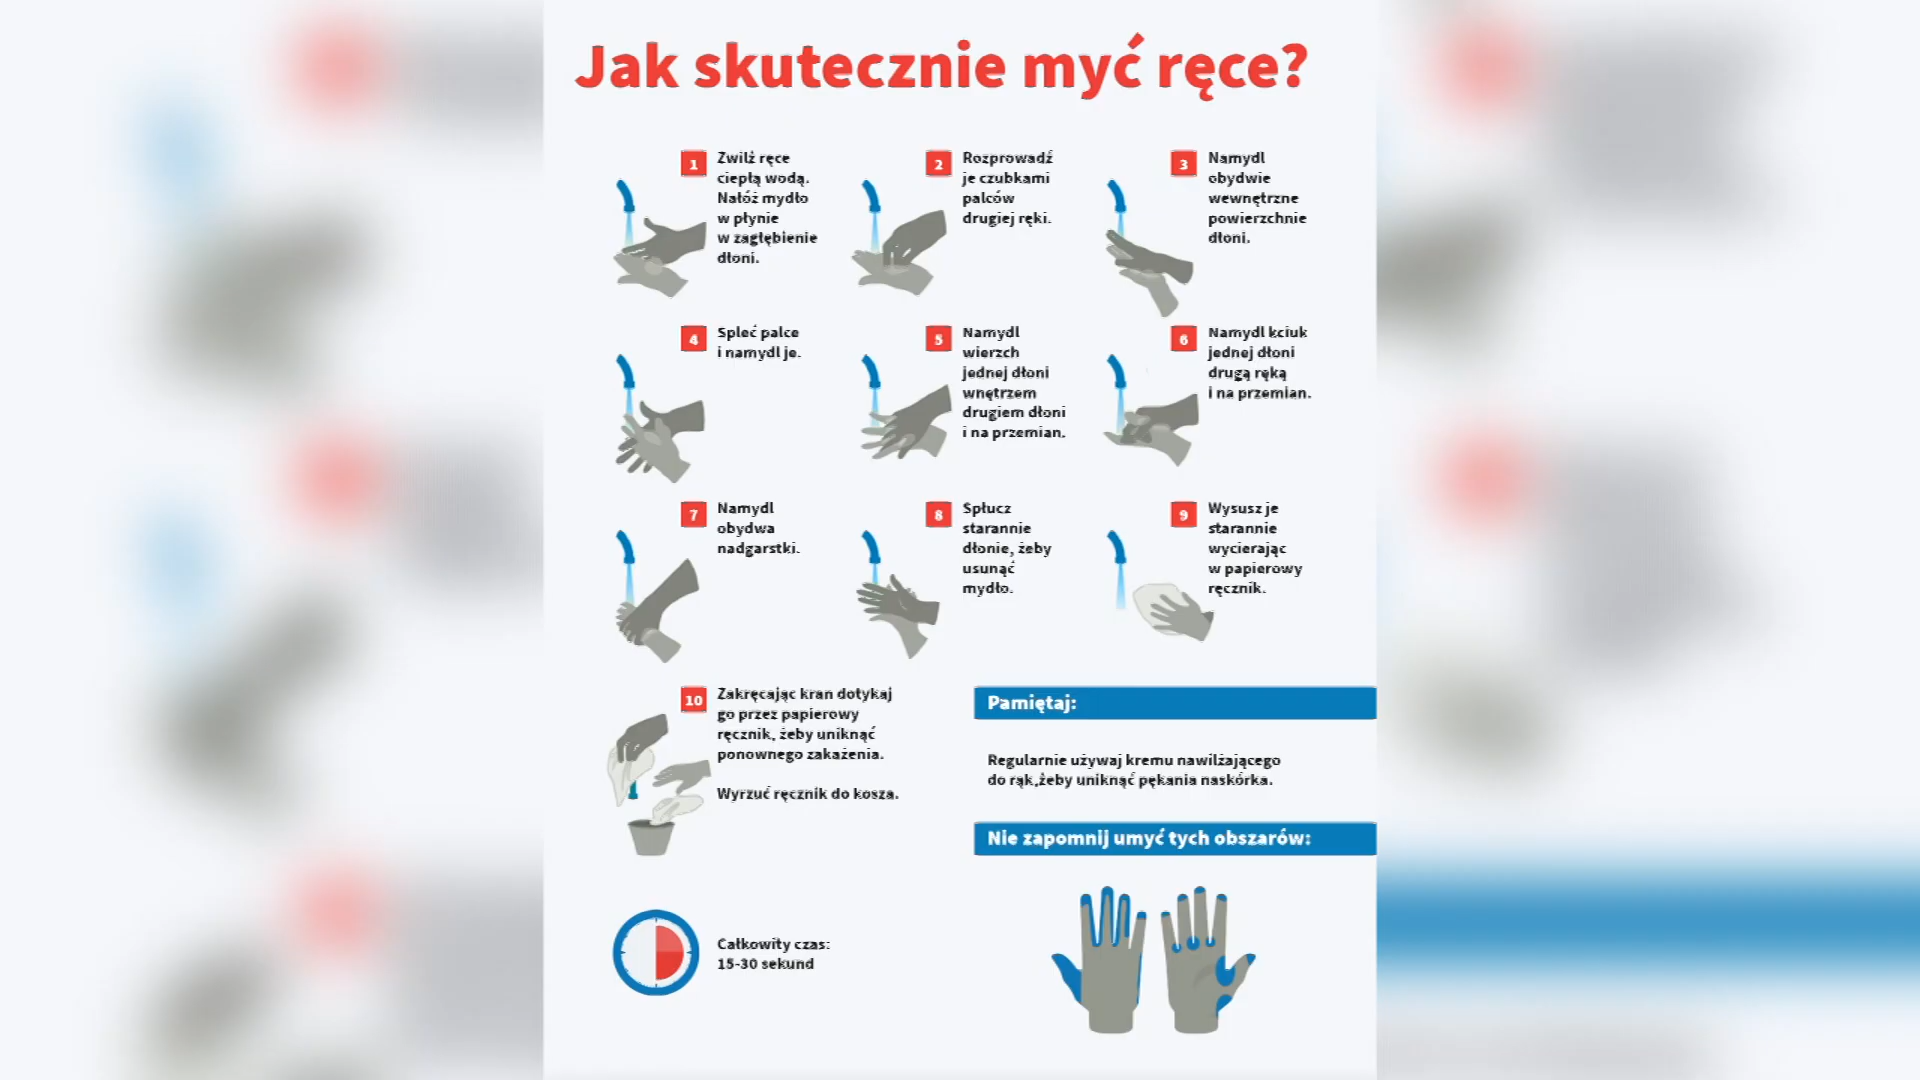 Jak skutecznie myć ręce?
1
Zwilż ręce
ciepłą wodą.
Nałóż mydło
w płynie
w zagłębienie
dłoni.
2
Rozprowadź
je czubkami
palców
drugiej ręki.
3
Namydl
obydwie
wewnętrzne
powierzchnie
dłoni.
4
Spleć palce
i namydl je.
5
Namydl
wierzch
jednej dłoni
wnętrzem
drugiem dłoni
i na przemian.
6
Namydl kciuk
jednej dłoni
drugą ręką
i na przemian.
7
Namydl
obydwa
nadgarstki.
8
Spłucz
starannie
dłonie, żeby
usunąć
mydło.
9
Wysusz je
starannie
wycierając
w papierowy
ręcznik.
10
Zakręcając kran dotykaj
go przez papierowy
ręcznik, żeby uniknąć
ponownego zakażenia.
Wyrzuć ręcznik do kosza.
Pamiętaj:
Regularnie używaj kremu nawilżającego
do rąk,żeby uniknąć pękania naskórka.
Nie zapomnij umyć tych obszarów:
Całkowity czas:
15-30 sekund